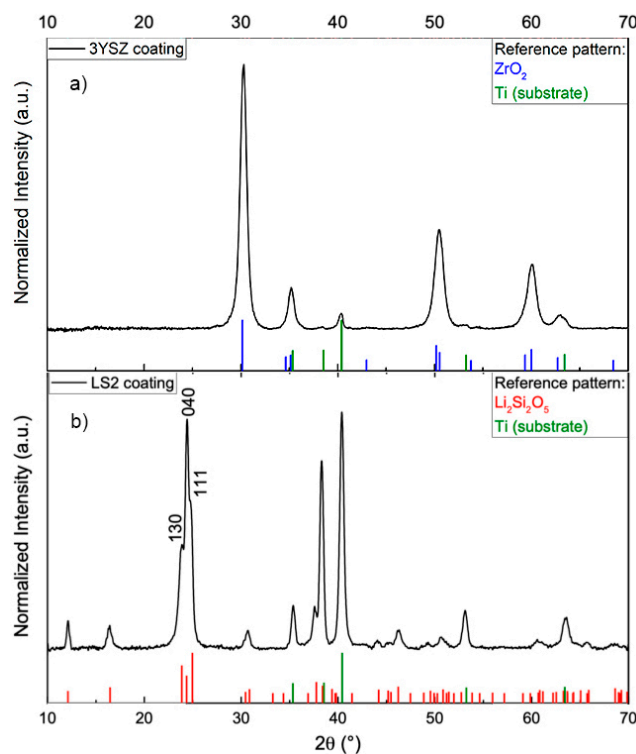 10 20 30 40 50 60 70
3YSZ coating
Reference pattern:
ZrO₂
Ti (substrate)
a)
Normalized Intensity (a.u.)
LS2 coating
Reference pattern:
Li₂Si₂O₅
Ti (substrate)
b)
040
111
130
Normalized Intensity (a.u.)
10 20 30 40 50 60 70
2θ (°)